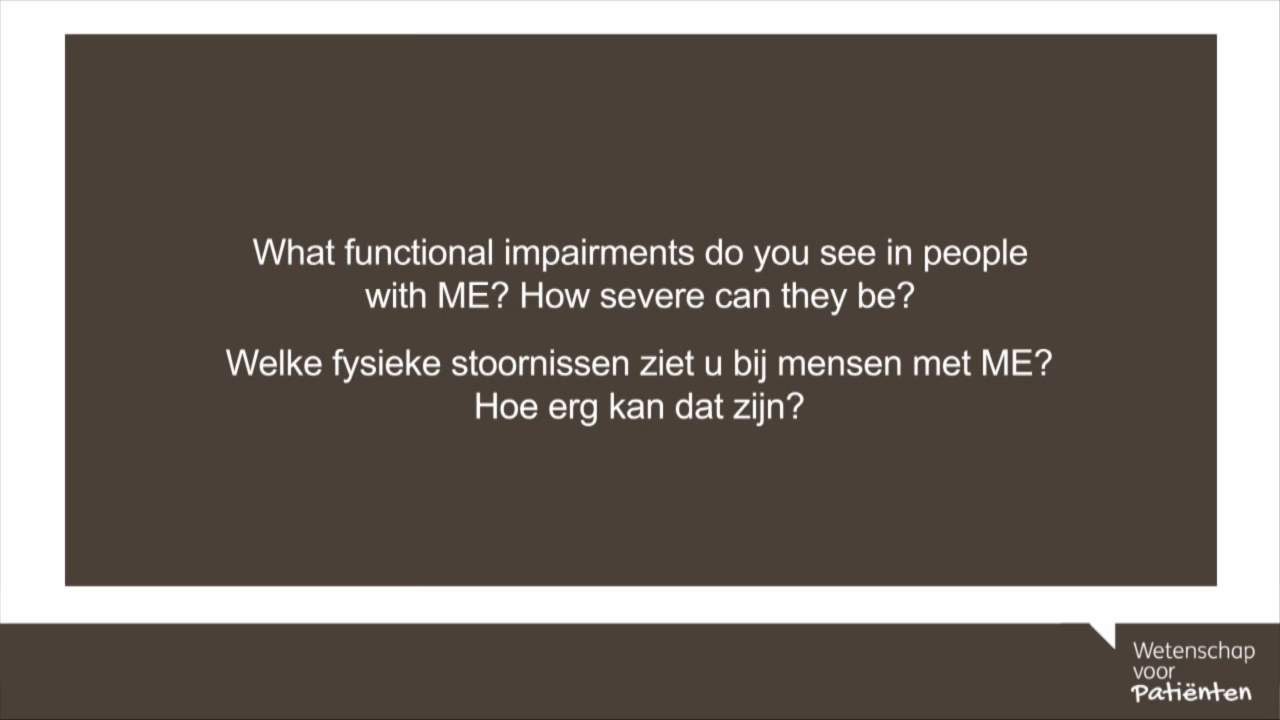 What functional impairments do you see in people
with ME? How severe can they be?
Welke fysieke stoornissen ziet u bij mensen met ME?
Hoe erg kan dat zijn?
Wetenschap
voor
Patiënten